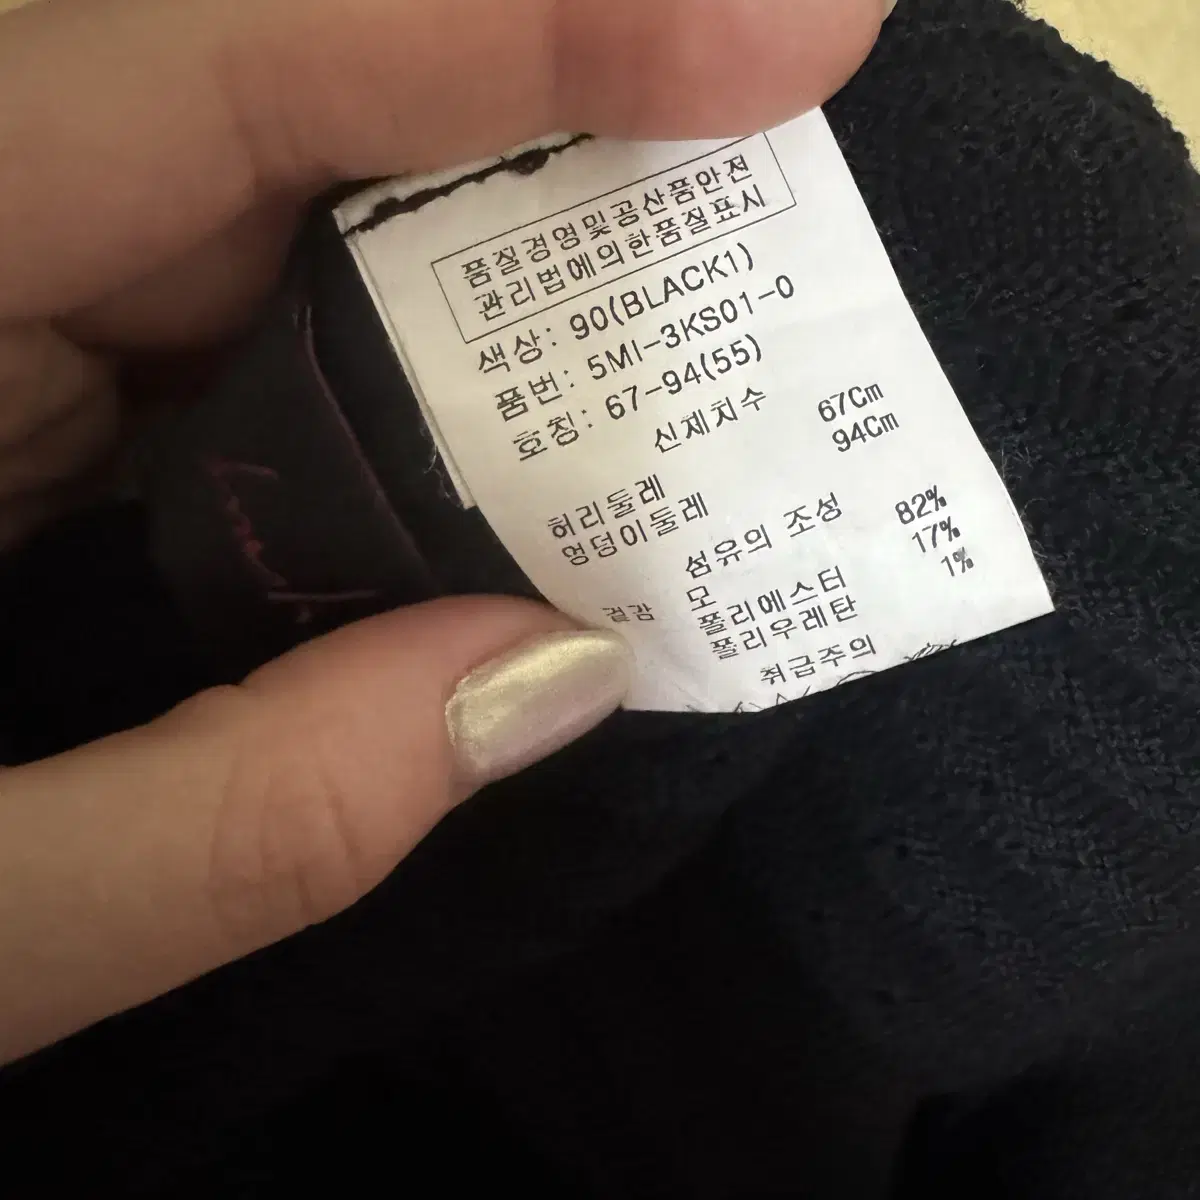 품질경영및공산품안전
관리법에의한품질표시
색상: 90(BLACK1)
품번: 5MI-3KS01-0
호칭: 67-94(55)
신체치수
허리둘레 67Cm
엉덩이둘레 94Cm
섬유의 조성
겉감 모 82%
폴리에스터 17%
폴리우레탄 1%
취급주의